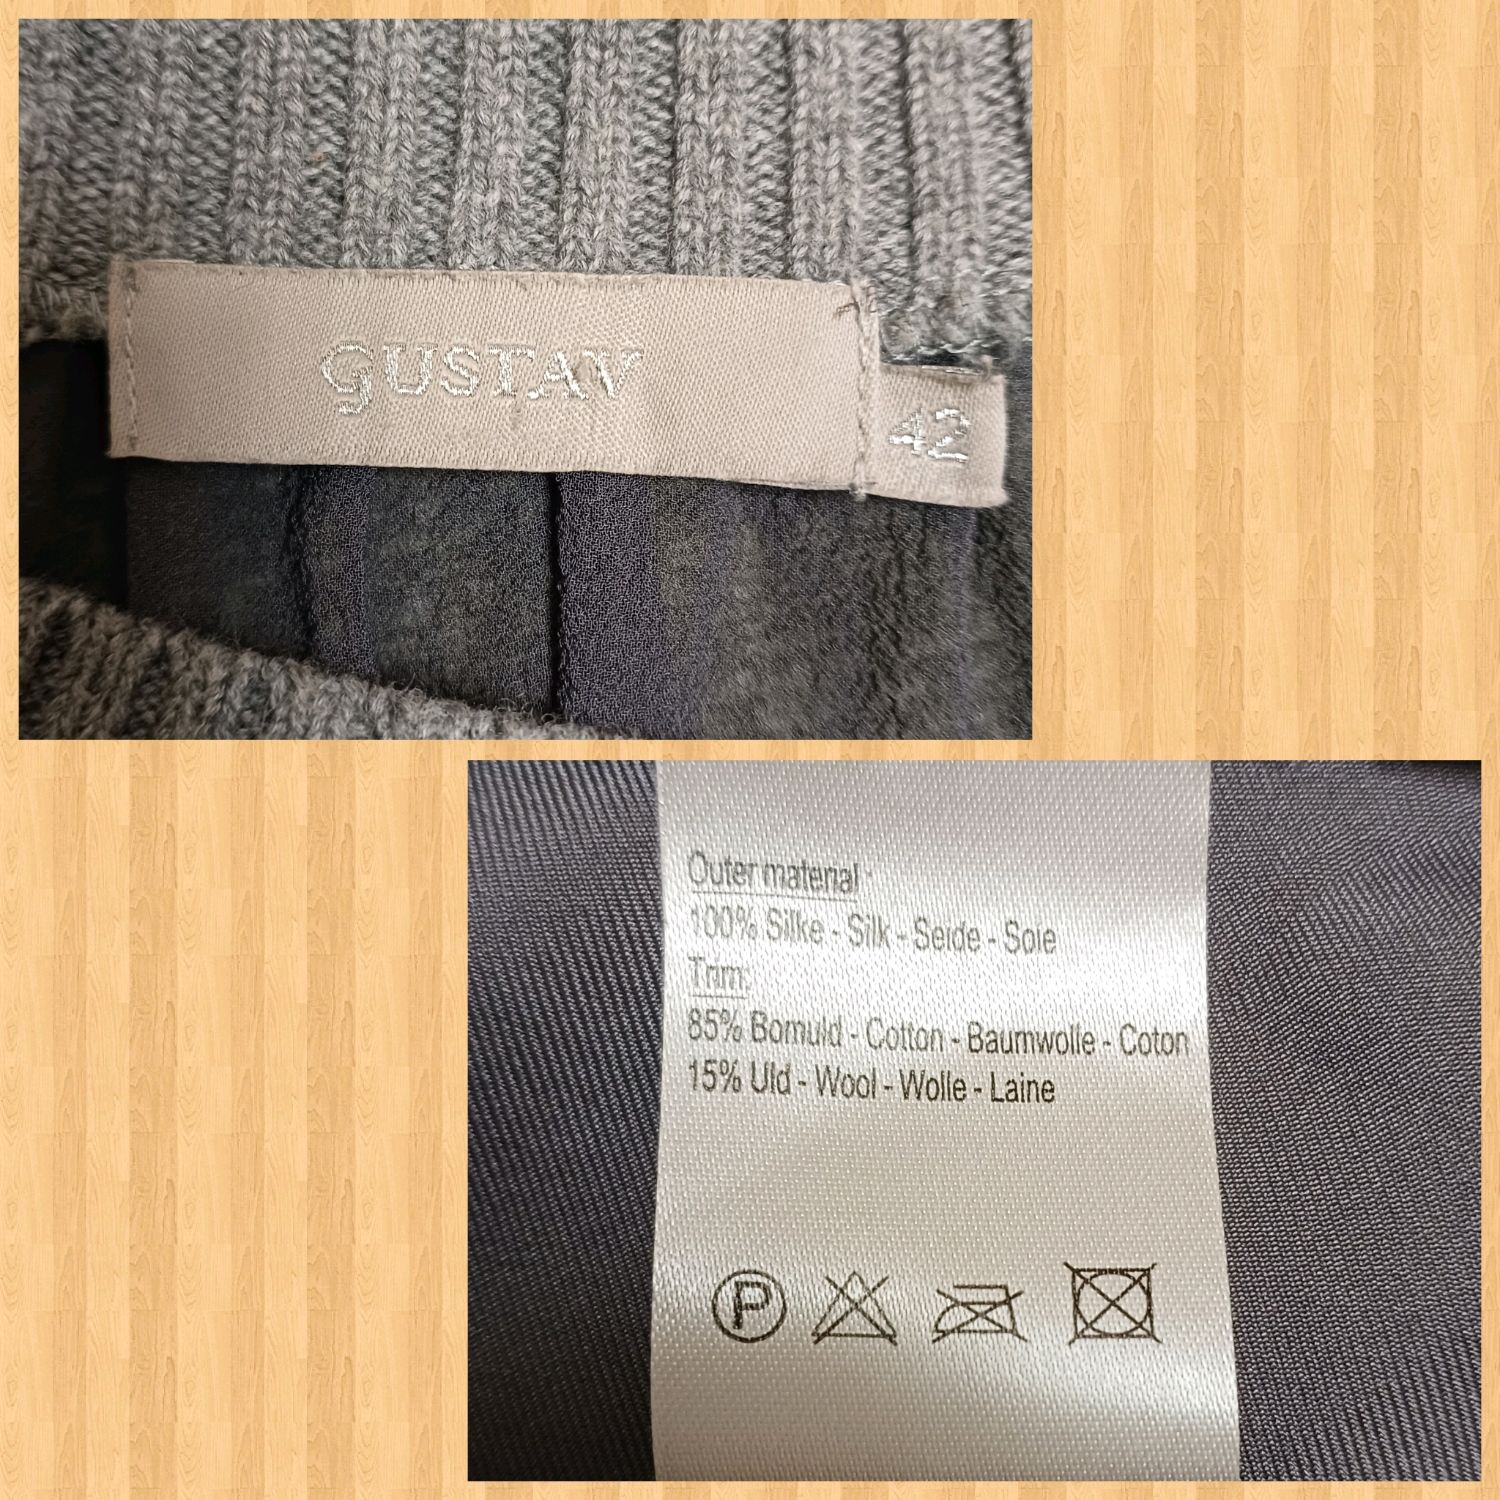 GUSTAV
42
Outer material:
100% Silke - Silk - Seide - Soie
Trim:
85% Bomuld - Cotton - Baumwolle - Coton
15% Uld - Wool - Wolle - Laine
P